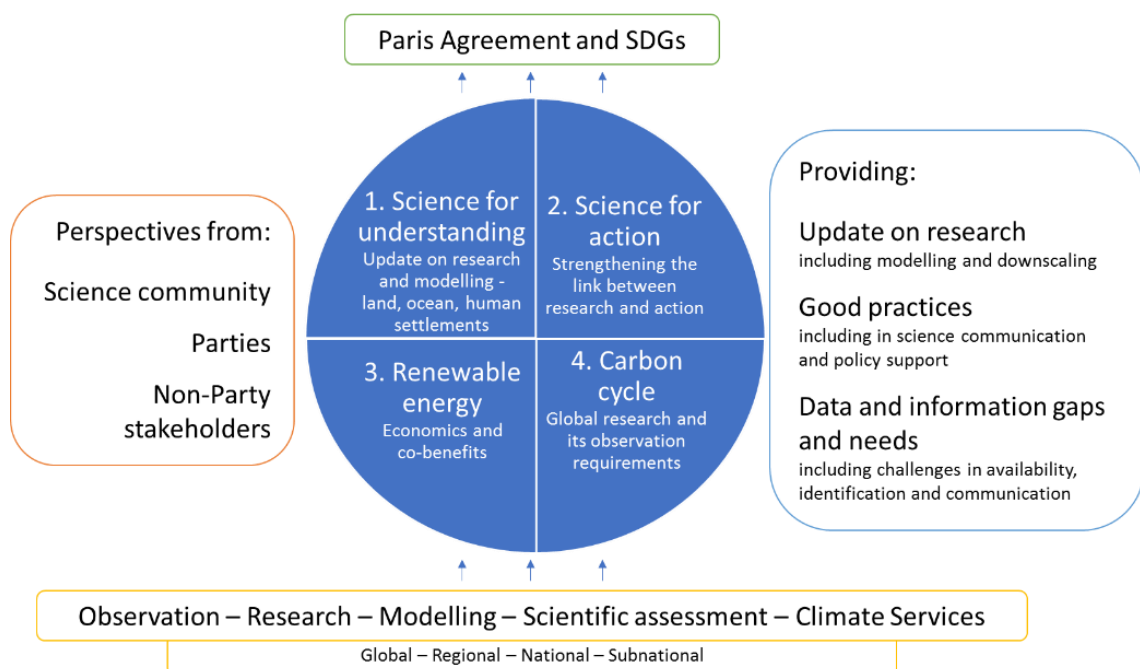 Paris Agreement and SDGs
Perspectives from:
Science community
Parties
Non-Party
stakeholders
1. Science for
understanding
Update on research
and modelling -
land, ocean, human
settlements
2. Science for
action
Strengthening the
link between
research and action
3. Renewable
energy
Economics and
co-benefits
4. Carbon
cycle
Global research and
its observation
requirements
Providing:
Update on research
including modelling and downscaling
Good practices
including in science communication
and policy support
Data and information gaps
and needs
including challenges in availability,
identification and communication
Observation – Research – Modelling – Scientific assessment – Climate Services
Global – Regional – National – Subnational